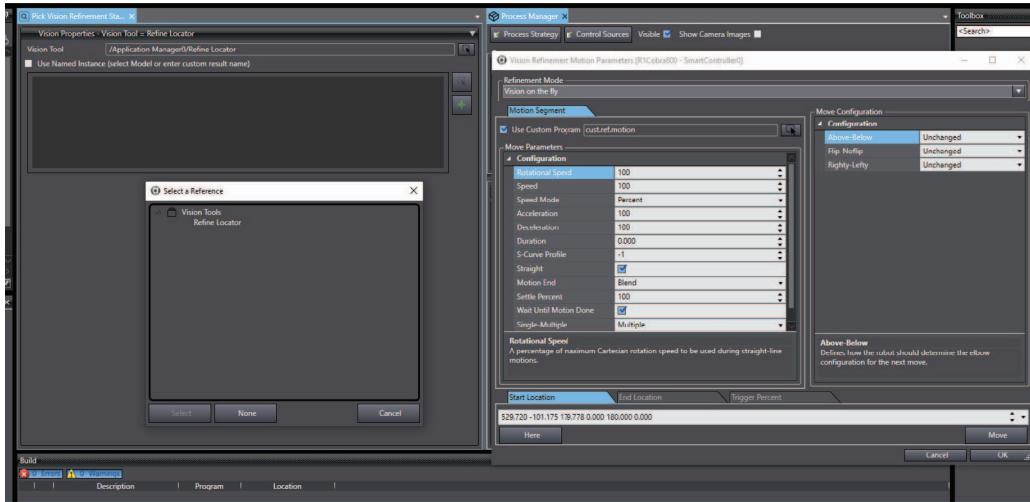 Pick Vision Refinement Sta... X
Vision Properties - Vision Tool = Refine Locator
Vision Tool
/Application Manager0/Refine Locator
Use Named Instance (select Model or enter custom result name)
Select a Reference
Vision Tools
Refine Locator
Select
None
Cancel
Process Manager X
Process Strategy
Control Sources
Visible
Show Camera Images
Vision Refinement Motion Parameters [R1Cobra800 - SmartController0]
Refinement Mode
Vision on the fly
Motion Segment
Use Custom Program
cust.ref.motion
Move Parameters
Configuration
Rotational Speed 100
Speed 100
Speed Mode Percent
Acceleration 100
Deceleration 100
Duration 0.000
S-Curve Profile -1
Straight
Motion End Blend
Settle Percent 100
Wait Until Motion Done
Single-Multiple Multiple
Rotational Speed
A percentage of maximum Cartesian rotation speed to be used during straight-line
motions.
Move Configuration
Configuration
Above-Below Unchanged
Flip-Noflip Unchanged
Righty-Lefty Unchanged
Above-Below
Defines how the robot should determine the elbow
configuration for the next move.
Start Location
End Location
Trigger Percent
529.720 -101.175 179.778 0.000 180.000 0.000
Here
Move
Cancel
OK
Toolbox
<Search>
Build
0 Errors
0 Warnings
Description
Program
Location